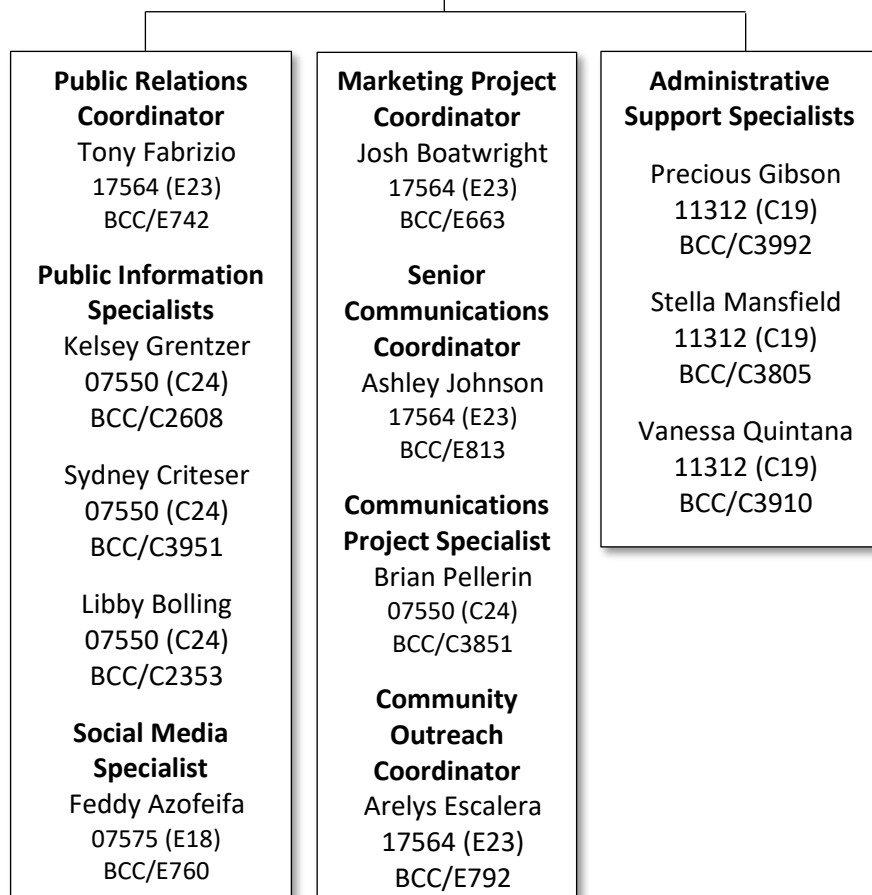 Public Relations
Coordinator
Tony Fabrizio
17564 (E23)
BCC/E742
Public Information
Specialists
Kelsey Grentzer
07550 (C24)
BCC/C2608
Sydney Criteser
07550 (C24)
BCC/C3951
Libby Bolling
07550 (C24)
BCC/C2353
Social Media
Specialist
Feddy Azofeifa
07575 (E18)
BCC/E760
Marketing Project
Coordinator
Josh Boatwright
17564 (E23)
BCC/E663
Senior
Communications
Coordinator
Ashley Johnson
17564 (E23)
BCC/E813
Communications
Project Specialist
Brian Pellerin
07550 (C24)
BCC/C3851
Community
Outreach
Coordinator
Arelys Escalera
17564 (E23)
BCC/E792
Administrative
Support Specialists
Precious Gibson
11312 (C19)
BCC/C3992
Stella Mansfield
11312 (C19)
BCC/C3805
Vanessa Quintana
11312 (C19)
BCC/C3910